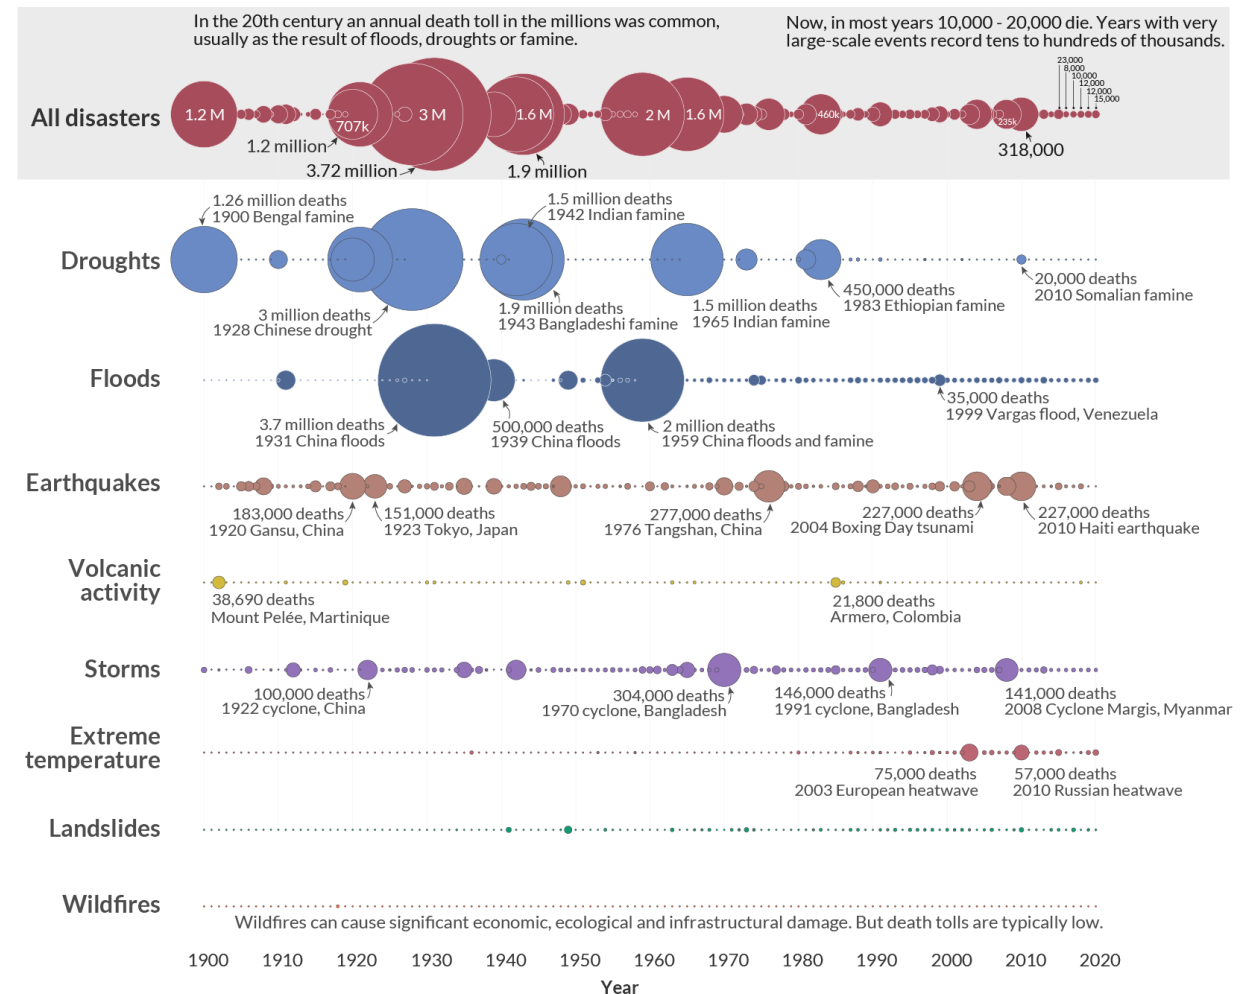 In the 20th century an annual death toll in the millions was common,
usually as the result of floods, droughts or famine.
Now, in most years 10,000 - 20,000 die. Years with very
large-scale events record tens to hundreds of thousands.
23,000
8,000
10,000
12,000
12,000
15,000
All disasters
1.2 M
707k
3 M
1.6 M
2 M
1.6 M
460k
235k
1.2 million
3.72 million
1.9 million
318,000
1.26 million deaths
1900 Bengal famine
1.5 million deaths
1942 Indian famine
Droughts
3 million deaths
1928 Chinese drought
1.9 million deaths
1943 Bangladeshi famine
1.5 million deaths
1965 Indian famine
450,000 deaths
1983 Ethiopian famine
20,000 deaths
2010 Somalian famine
Floods
3.7 million deaths
1931 China floods
500,000 deaths
1939 China floods
2 million deaths
1959 China floods and famine
35,000 deaths
1999 Vargas flood, Venezuela
Earthquakes
183,000 deaths
1920 Gansu, China
151,000 deaths
1923 Tokyo, Japan
277,000 deaths
1976 Tangshan, China
227,000 deaths
2004 Boxing Day tsunami
227,000 deaths
2010 Haiti earthquake
Volcanic
activity
38,690 deaths
Mount Pelée, Martinique
21,800 deaths
Armero, Colombia
Storms
100,000 deaths
1922 cyclone, China
304,000 deaths
1970 cyclone, Bangladesh
146,000 deaths
1991 cyclone, Bangladesh
141,000 deaths
2008 Cyclone Margis, Myanmar
Extreme
temperature
75,000 deaths
2003 European heatwave
57,000 deaths
2010 Russian heatwave
Landslides
Wildfires
Wildfires can cause significant economic, ecological and infrastructural damage. But death tolls are typically low.
1900 1910 1920 1930 1940 1950 1960 1970 1980 1990 2000 2010 2020
Year